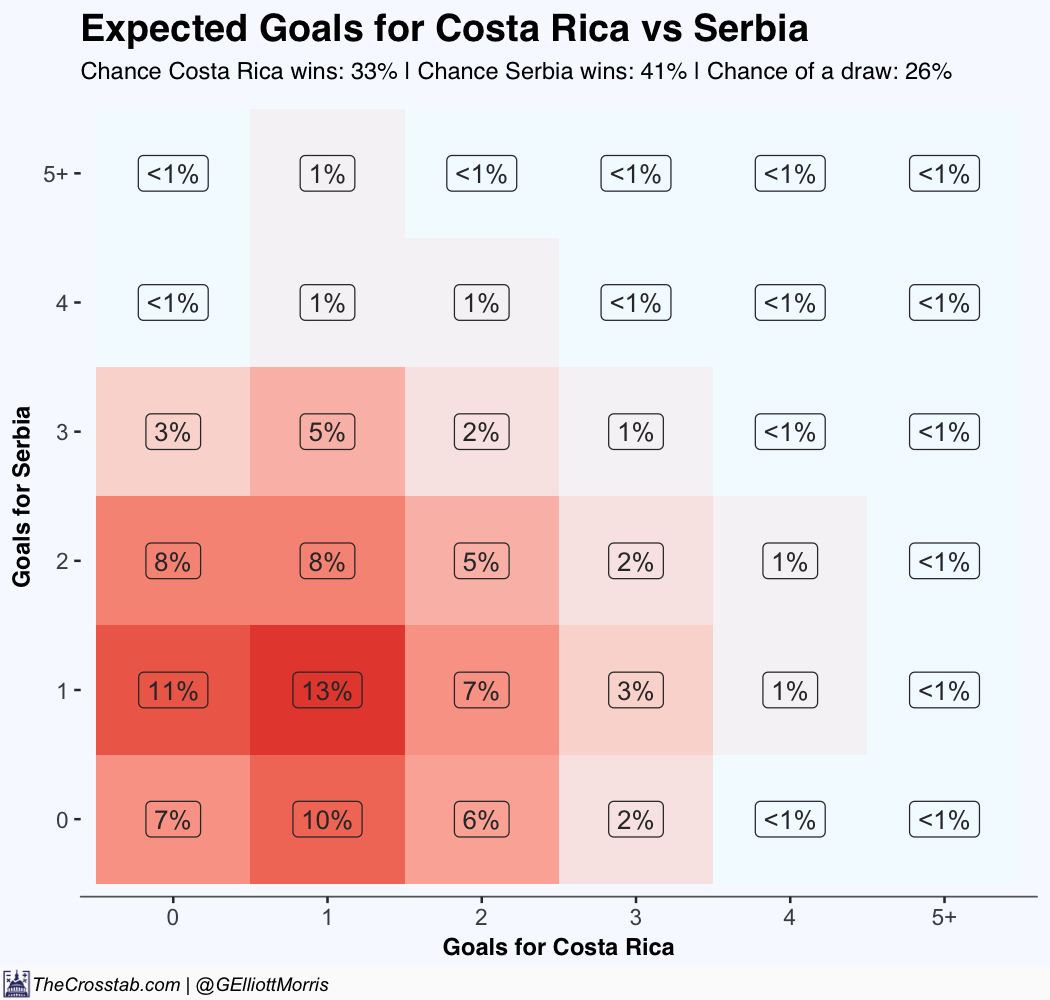 Expected Goals for Costa Rica vs Serbia
Chance Costa Rica wins: 33% | Chance Serbia wins: 41% | Chance of a draw: 26%
Goals for Serbia
5+ <1% 1% <1% <1% <1% <1%
4 <1% 1% 1% <1% <1% <1%
3 3% 5% 2% 1% <1% <1%
2 8% 8% 5% 2% 1% <1%
1 11% 13% 7% 3% 1% <1%
0 7% 10% 6% 2% <1% <1%
0 1 2 3 4 5+
Goals for Costa Rica
TheCrosstab.com | @GElliottMorris